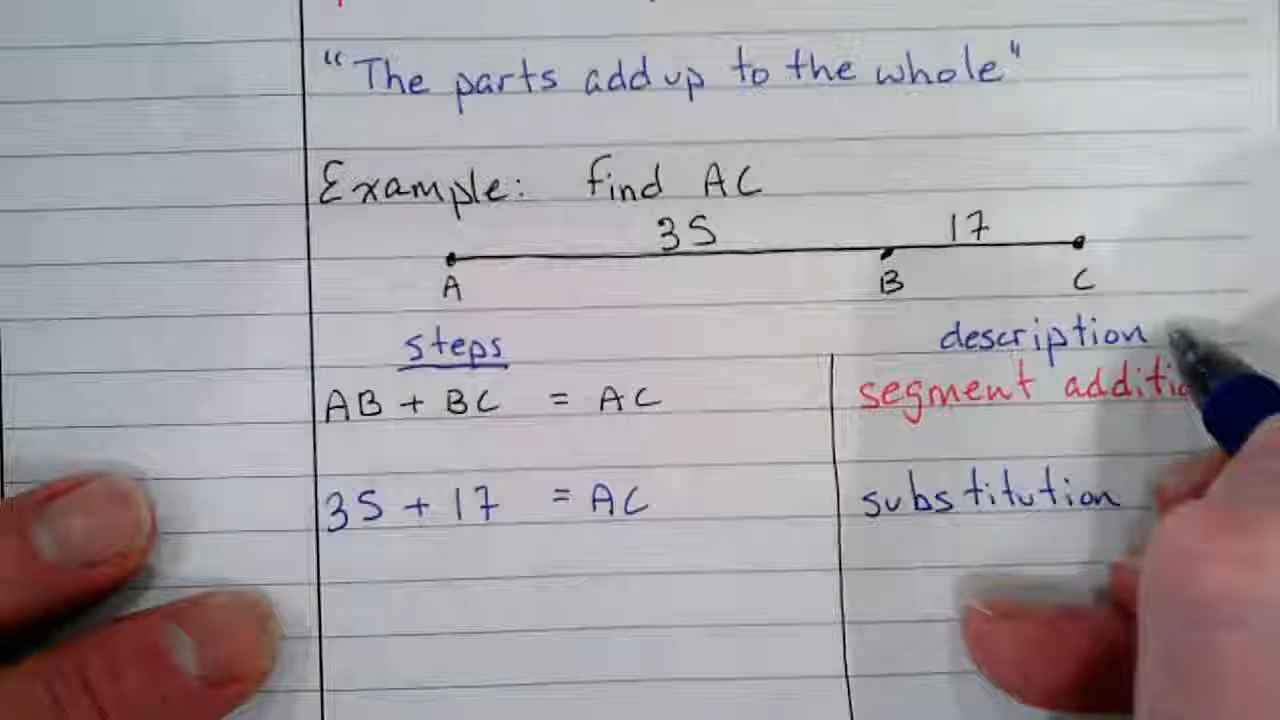 "The parts add up to the whole"
Example: find AC
35 17
A B C
steps description
AB + BC = AC segment
35 + 17 = AC substitution